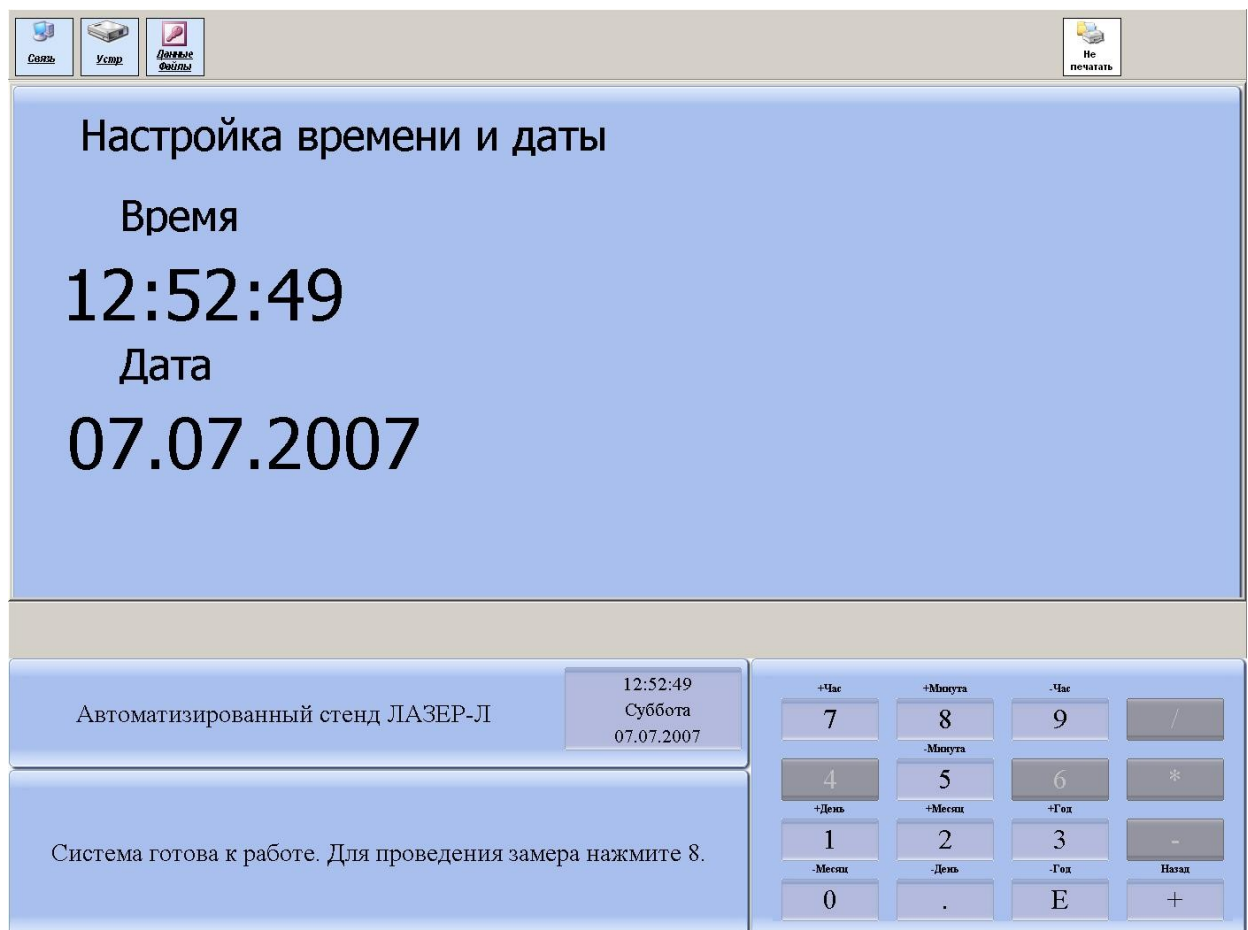 Связь
Устр
Данные
Файлы
Не
печатать
Настройка времени и даты
Время
12:52:49
Дата
07.07.2007
Автоматизированный стенд ЛАЗЕР-Л
12:52:49
Суббота
07.07.2007
Система готова к работе. Для проведения замера нажмите 8.
+Час +Минута -Час
7 8 9 /
-Минута
4 5 6 *
+День +Месяц +Год
1 2 3 -
-Месяц -День -Год Назад
0 . E +